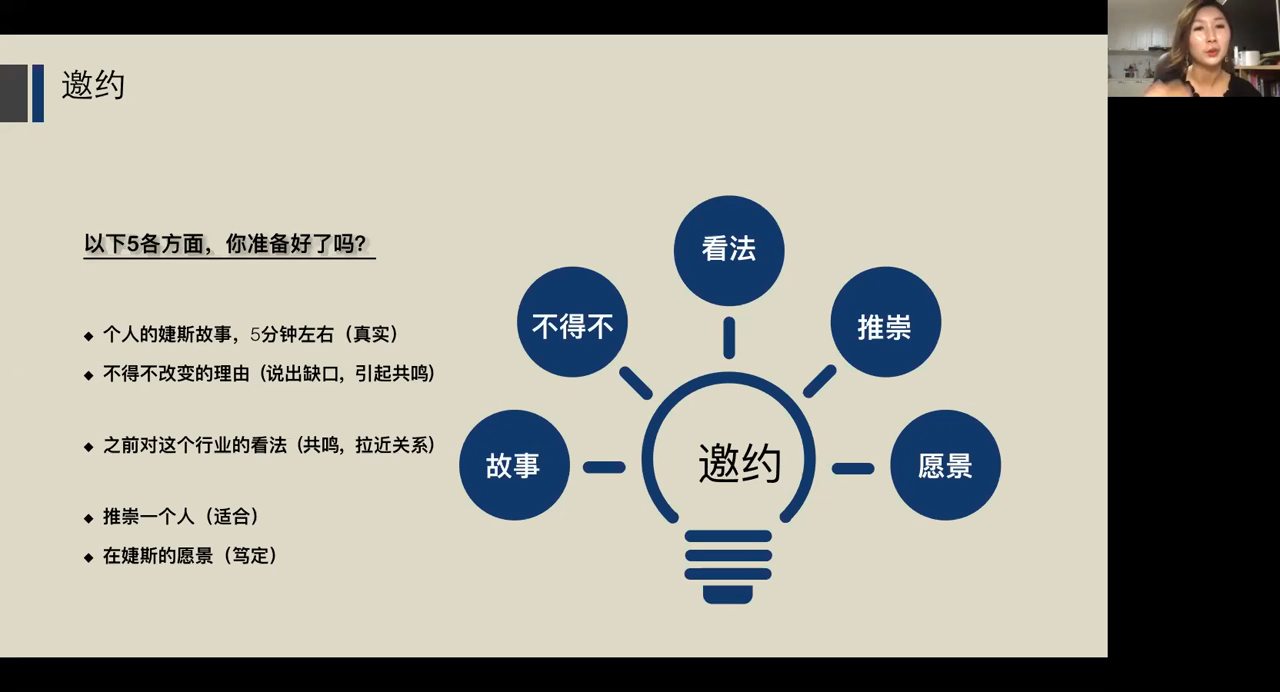 邀约
以下5各方面，你准备好了吗？
个人的婕斯故事，5分钟左右（真实）
不得不改变的理由（说出缺口，引起共鸣）
之前对这个行业的看法（共鸣，拉近关系）
推崇一个人（适合）
在婕斯的愿景（笃定）
看法
不得不
推崇
故事
邀约
愿景